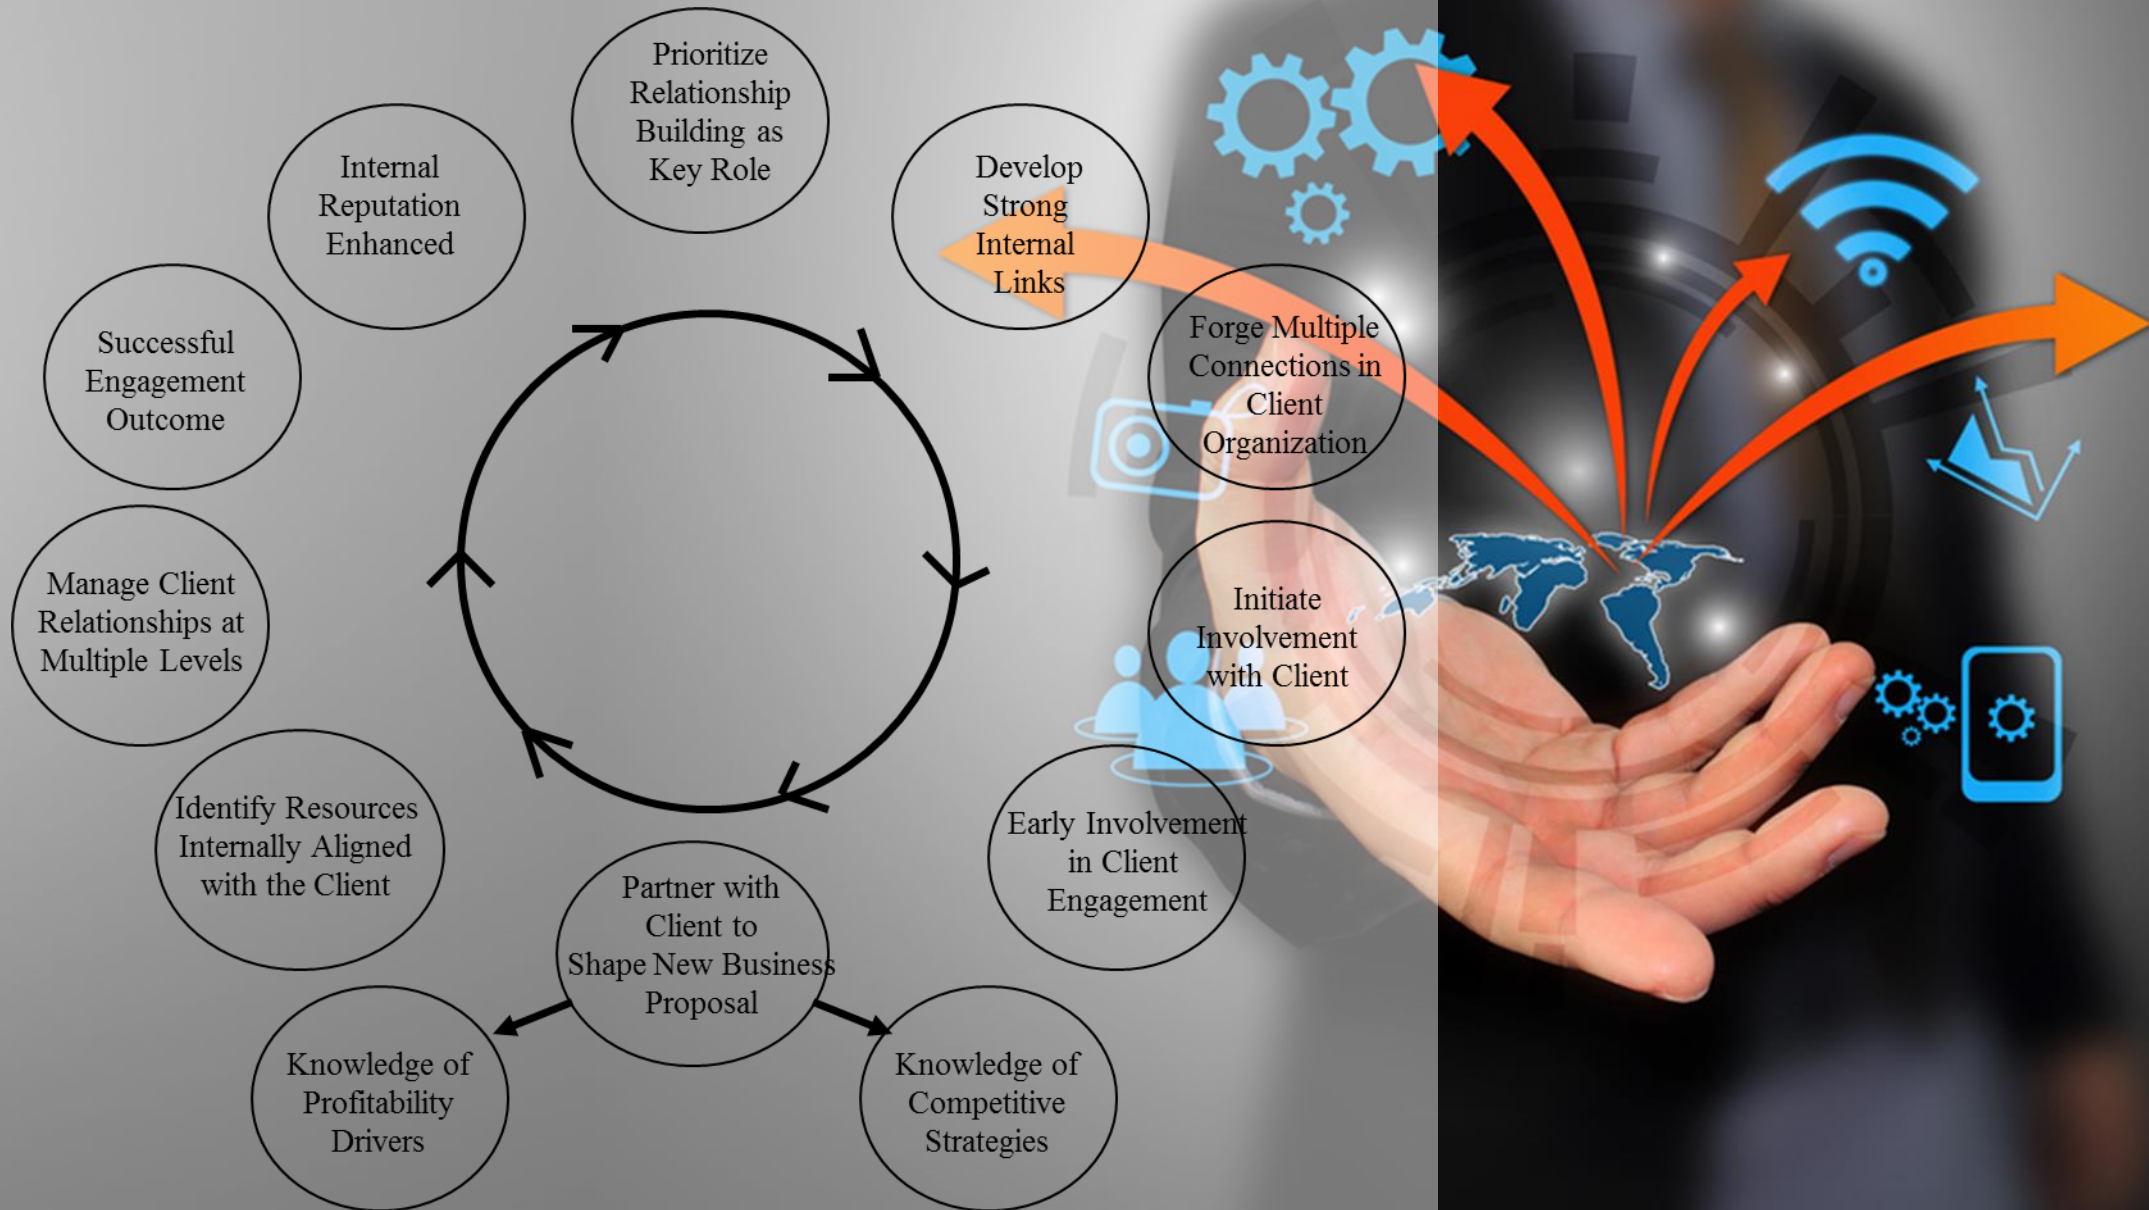 Prioritize
Relationship
Building as
Key Role
Develop
Strong
Internal
Links
Forge Multiple
Connections in
Client
Organization
Initiate
Involvement
with Client
Early Involvement
in Client
Engagement
Partner with
Client to
Shape New Business
Proposal
Knowledge of
Competitive
Strategies
Knowledge of
Profitability
Drivers
Identify Resources
Internally Aligned
with the Client
Manage Client
Relationships at
Multiple Levels
Successful
Engagement
Outcome
Internal
Reputation
Enhanced